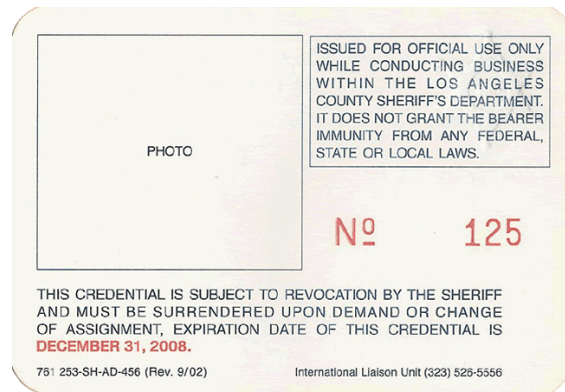 ISSUED FOR OFFICIAL USE ONLY
WHILE CONDUCTING BUSINESS
WITHIN THE LOS ANGELES
COUNTY SHERIFF'S DEPARTMENT.
IT DOES NOT GRANT THE BEARER
IMMUNITY FROM ANY FEDERAL,
STATE OR LOCAL LAWS.
PHOTO
Nº 125
THIS CREDENTIAL IS SUBJECT TO REVOCATION BY THE SHERIFF
AND MUST BE SURRENDERED UPON DEMAND OR CHANGE
OF ASSIGNMENT, EXPIRATION DATE OF THIS CREDENTIAL IS
DECEMBER 31, 2008.
761 253-SH-AD-456 (Rev. 9/02) International Liaison Unit (323) 526-5556